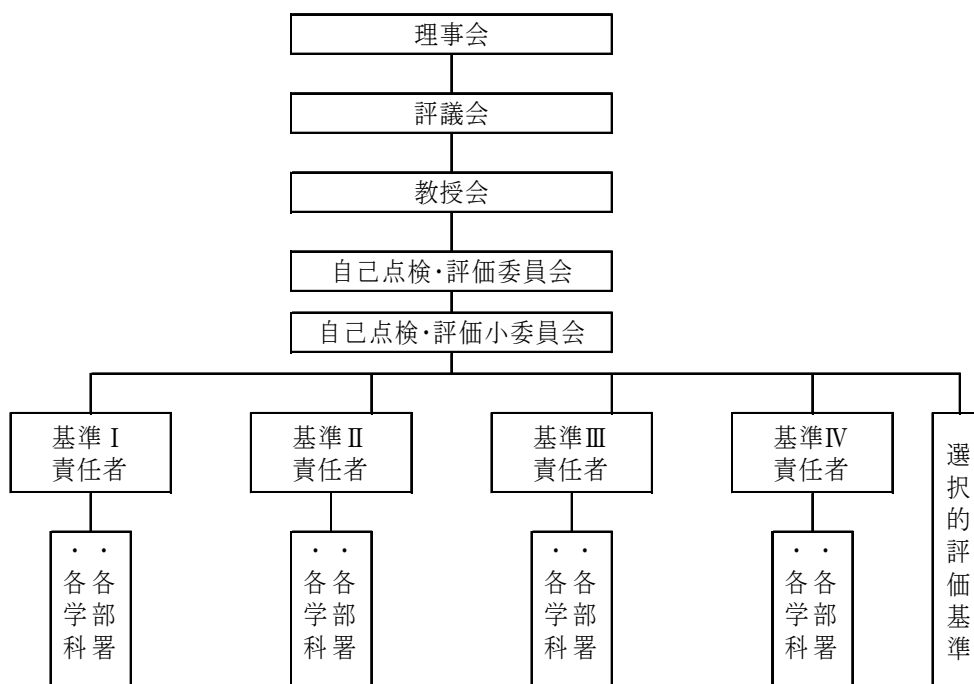 理事会
評議会
教授会
自己点検・評価委員会
自己点検・評価小委員会
基準Ⅰ
責任者
基準Ⅱ
責任者
基準Ⅲ
責任者
基準Ⅳ
責任者
選択的評価基準
・各部署
・各学科
・各部署
・各学科
・各部署
・各学科
・各部署
・各学科